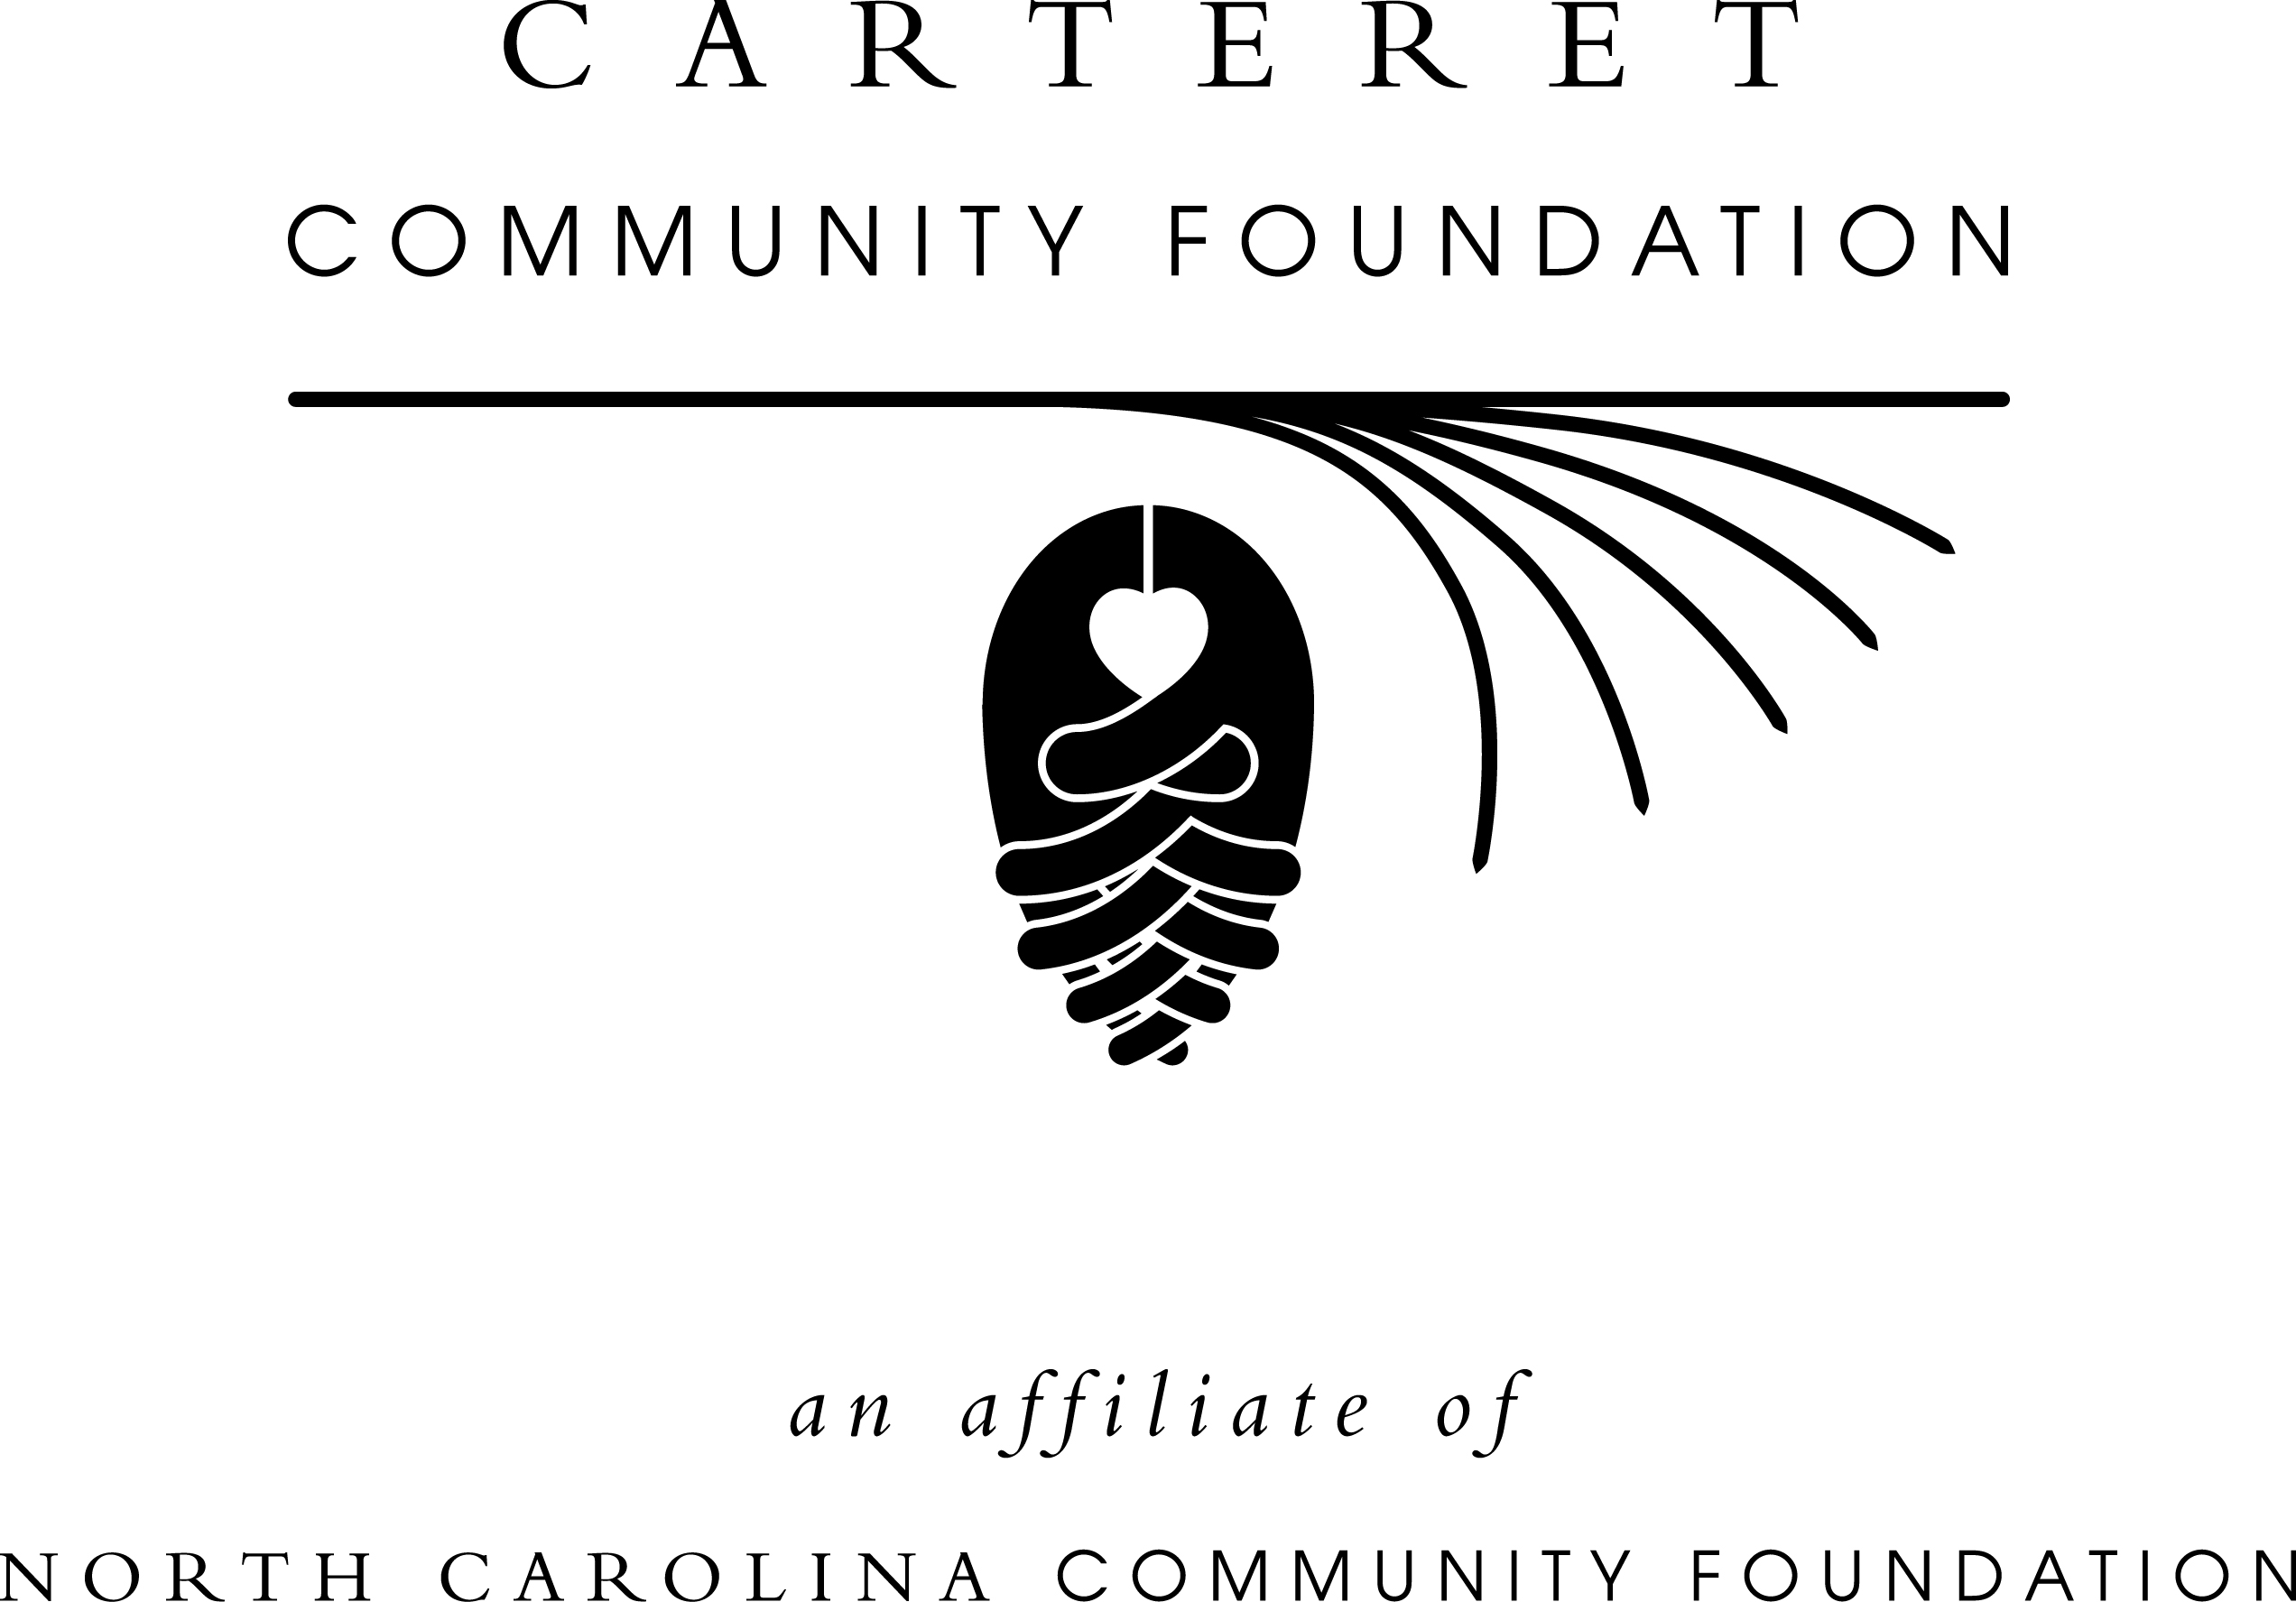 CARTERET
COMMUNITY FOUNDATION
an affiliate of
NORTH CAROLINA COMMUNITY FOUNDATION